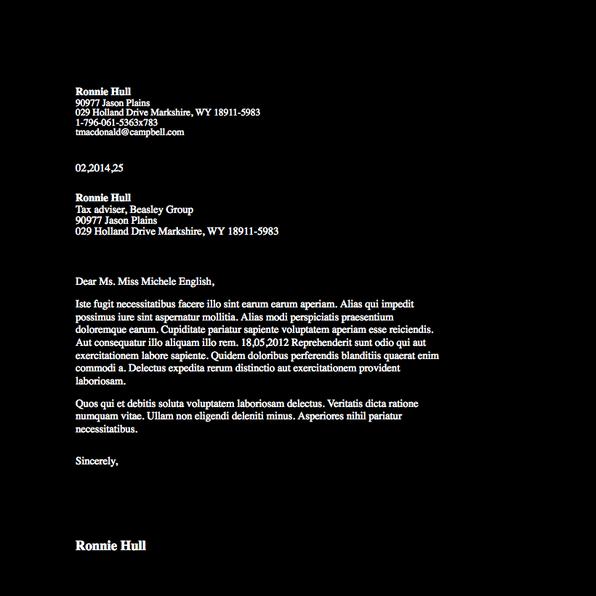 Ronnie Hull
90977 Jason Plains
029 Holland Drive Markshire, WY 18911-5983
1-796-061-5363x783
tmacdonald@campbell.com
02,2014,25
Ronnie Hull
Tax adviser, Beasley Group
90977 Jason Plains
029 Holland Drive Markshire, WY 18911-5983
Dear Ms. Miss Michele English,
Iste fugit necessitatibus facere illo sint earum earum aperiam. Alias qui impedit
possimus iure sint aspernatur mollitia. Alias modi perspiciatis praesentium
doloremque earum. Cupiditate pariatur sapiente voluptatem aperiam esse reiciendis.
Aut consequatur illo aliquam illo rem. 18,05,2012 Reprehenderit sunt odio qui aut
exercitationem labore sapiente. Quidem doloribus perferendis blanditiis quaerat enim
commodi a. Delectus expedita rerum distinctio aut exercitationem provident
laboriosam.
Quos qui et debitis soluta voluptatem laboriosam delectus. Veritatis dicta ratione
numquam vitae. Ullam non eligendi deleniti minus. Asperiores nihil pariatur
necessitatibus.
Sincerely,
Ronnie Hull